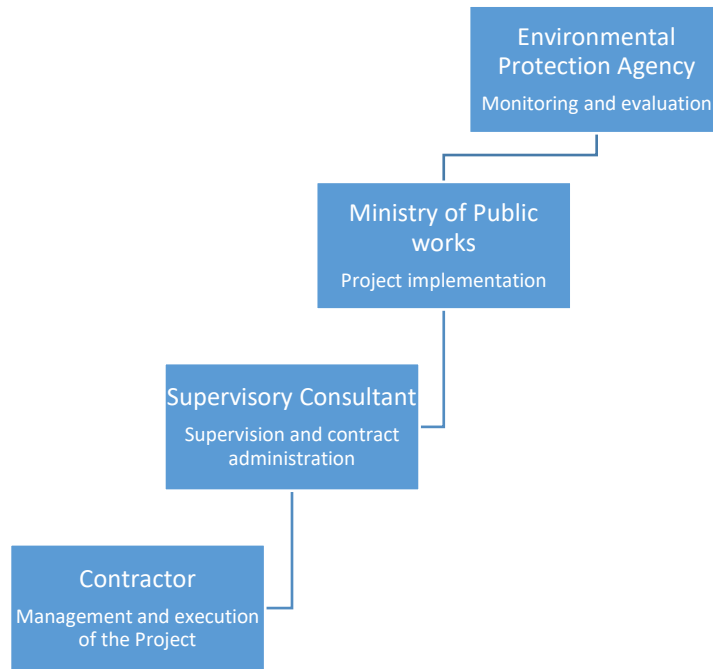 Environmental
Protection Agency
Monitoring and evaluation
Ministry of Public
works
Project implementation
Supervisory Consultant
Supervision and contract
administration
Contractor
Management and execution
of the Project